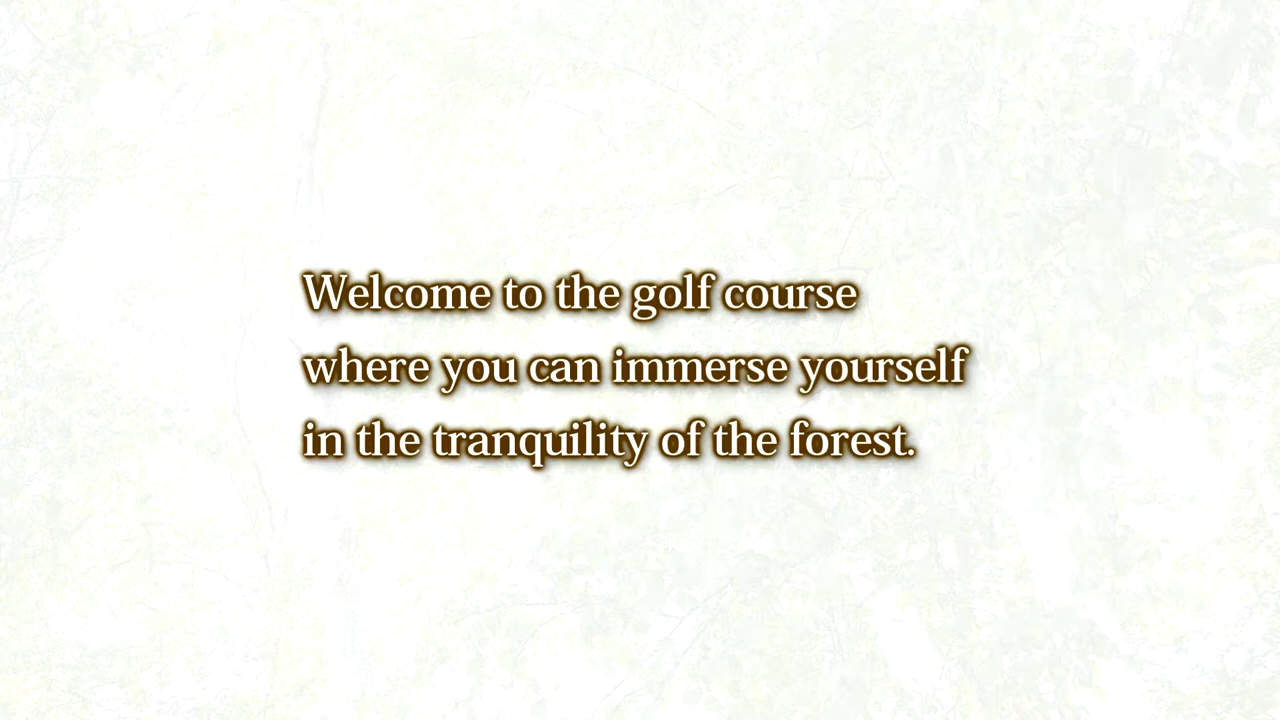 Welcome to the golf course
where you can immerse yourself
in the tranquility of the forest.